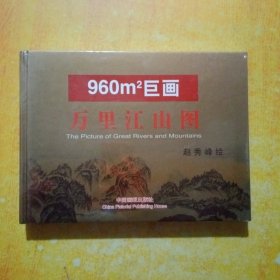 960m²巨画
万里江山图
The Picture of Great Rivers and Mountains
赵秀峰 绘
中国画报出版社
China Pictorial Publishing House